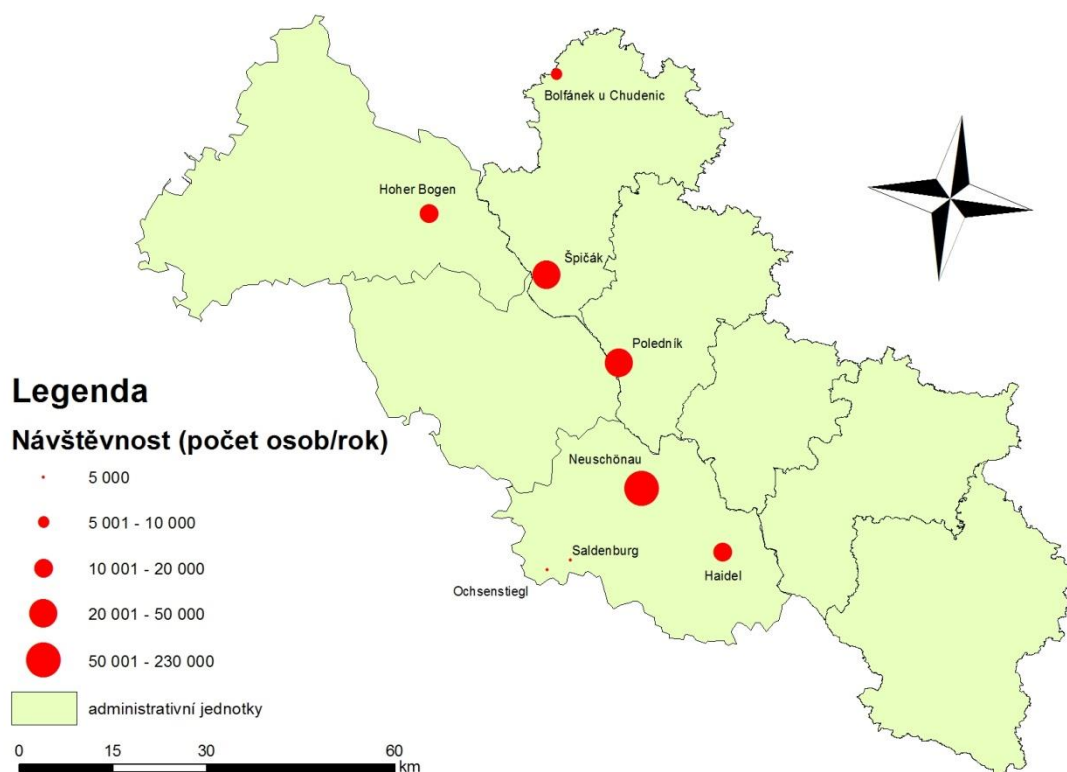 Bolfánek u Chudenic
Hoher Bogen
Špičák
Poledník
Neuschönau
Saldenburg
Ochsenstiegl
Haidel
Legenda
Návštěvnost (počet osob/rok)
5 000
5 001 - 10 000
10 001 - 20 000
20 001 - 50 000
50 001 - 230 000
administrativní jednotky
0 15 30 60
km